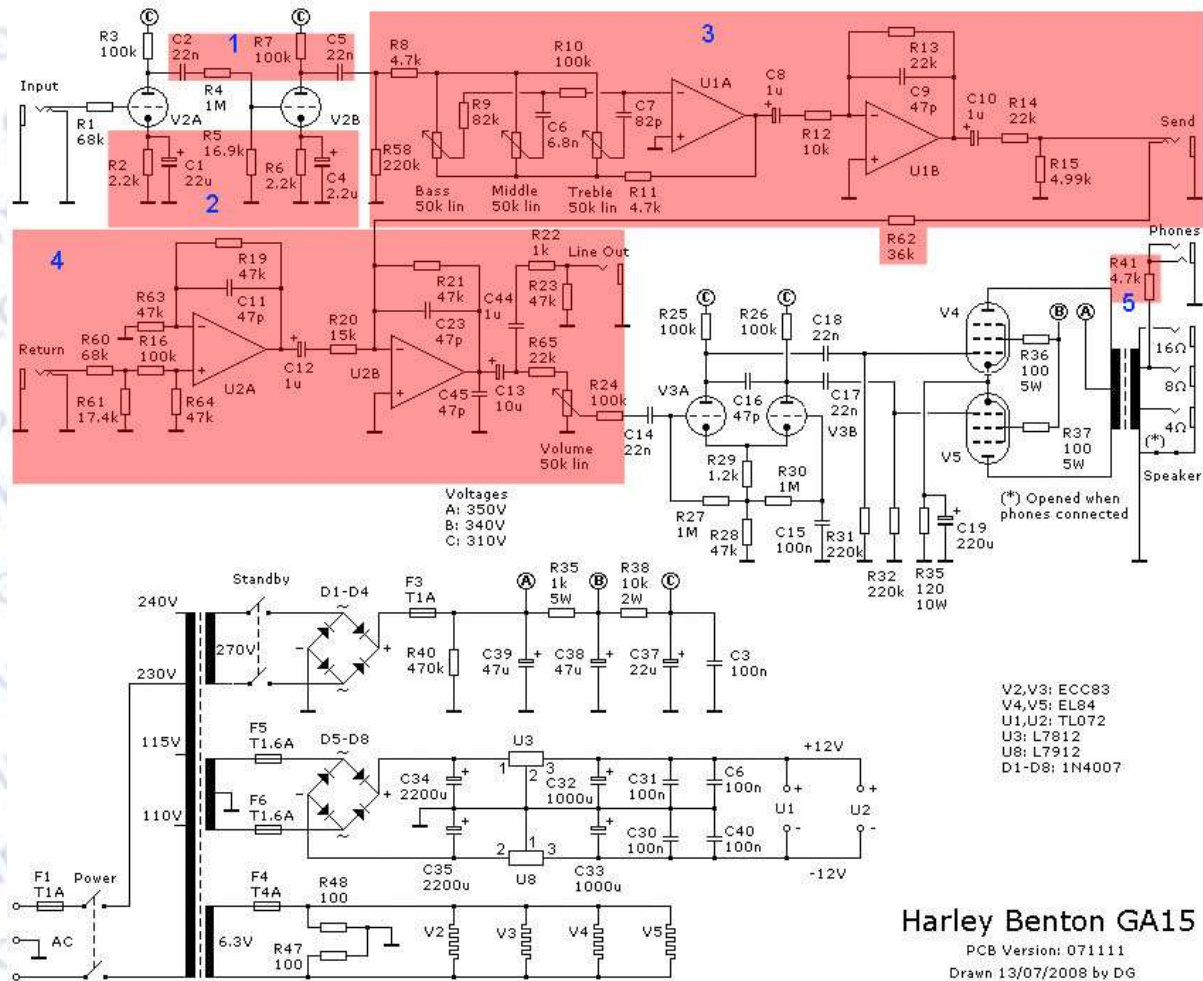 C
C
R3
100k
C2
22n
1
R7
100k
C5
22n
R4
1M
Input
R1
68k
V2A
V2B
R5
16.9k
R2
2.2k
C1
22u
R6
2.2k
C4
2.2u
2
R8
4.7k
R10
100k
3
R9
82k
C6
6.8n
C7
82p
U1A
C8
1u
R13
22k
C9
47p
C10
1u
R14
22k
Send
R12
10k
U1B
R15
4.99k
R58
220k
Bass
50k lin
Middle
50k lin
Treble
50k lin
R11
4.7k
R62
36k
4
R19
47k
C11
47p
R63
47k
Return
R60
68k
R16
100k
R61
17.4k
R64
47k
U2A
C12
1u
R20
15k
U2B
R21
47k
C23
47p
C44
1u
R22
1k
Line Out
R23
47k
C45
47p
C13
10u
R65
22k
R24
100k
Volume
50k lin
C14
22n
C
C
R25
100k
R26
100k
C18
22n
V3A
C16
47p
C17
22n
V3B
R29
1.2k
R30
1M
R27
1M
R28
47k
C15
100n
R31
220k
R32
220k
R35
120
10W
C19
220u
V4
V5
R36
100
5W
R37
100
5W
B
A
Phones
R41
4.7k
5
16Ω
8Ω
4Ω
(*)
Speaker
(*) Opened when
phones connected
Voltages
A: 350V
B: 340V
C: 310V
Standby
240V
230V
115V
110V
270V
D1-D4
~
-
+
~
F3
T1A
R40
470k
A
R35
1k
5W
B
R38
10k
2W
C
C39
47u
C38
47u
C37
22u
C3
100n
F5
T1.6A
F6
T1.6A
D5-D8
~
-
+
~
C34
2200u
C35
2200u
U3
1
2
3
2
1
3
U8
C32
1000u
C33
1000u
C31
100n
C30
100n
C6
100n
C40
100n
+12V
U1
U2
+
+
-
-
-12V
V2,V3: ECC83
V4,V5: EL84
U1,U2: TL072
U3: L7812
U8: L7912
D1-D8: 1N4007
F1
T1A
Power
AC
F4
T4A
6.3V
R48
100
R47
100
V2
V3
V4
V5
Harley Benton GA15
PCB Version: 071111
Drawn 13/07/2008 by DG